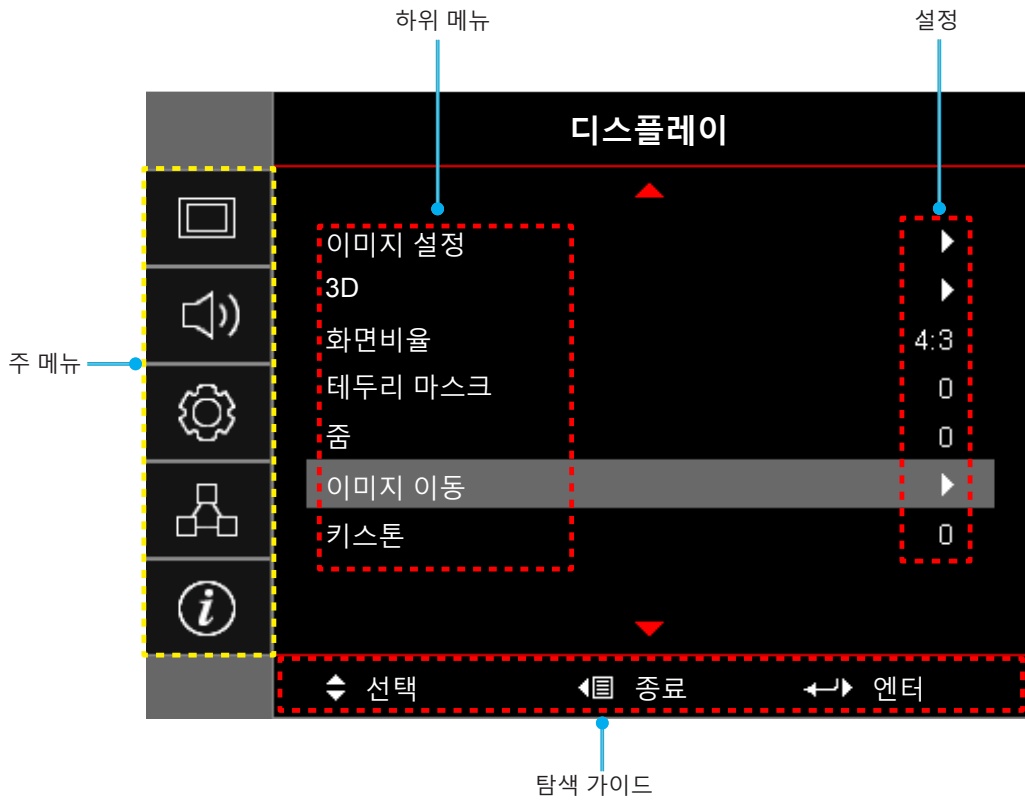 하위 메뉴
설정
디스플레이
이미지 설정
3D
화면비율 4:3
테두리 마스크 0
줌 0
이미지 이동
키스톤 0
주 메뉴
선택 종료 엔터
탐색 가이드